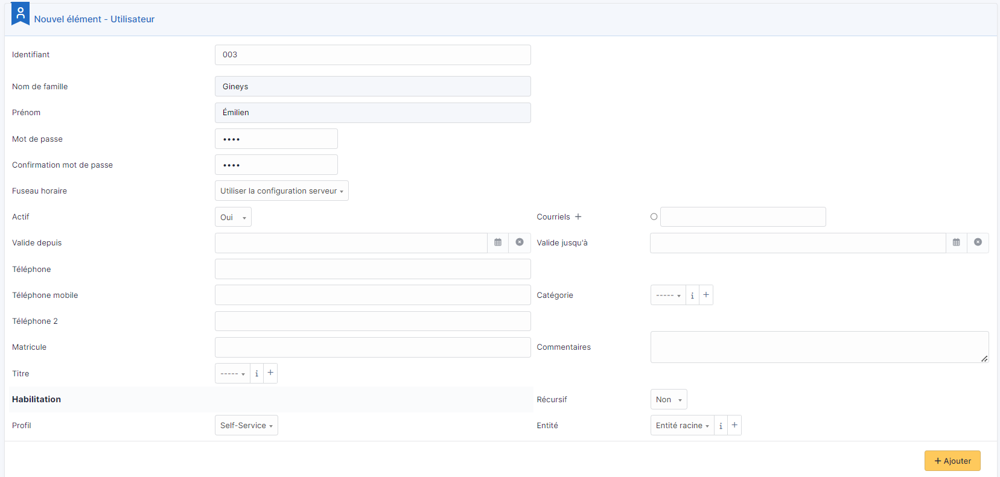 Nouvel élément - Utilisateur
Identifiant 003
Nom de famille Gineys
Prénom Émilien
Mot de passe ••••
Confirmation mot de passe ••••
Fuseau horaire Utiliser la configuration serveur
Actif Oui Courriels +
Valide depuis Valide jusqu'à
Téléphone
Téléphone mobile Catégorie ----- i +
Téléphone 2
Matricule Commentaires
Titre ----- i +
Habilitation Récursif Non
Profil Self-Service Entité Entité racine i +
+ Ajouter